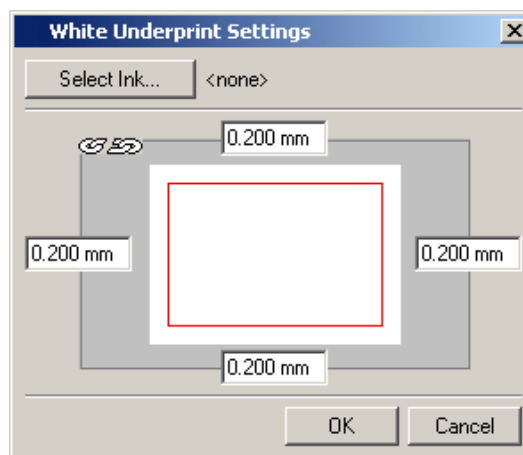 White Underprint Settings
Select Ink... <none>
0.200 mm
0.200 mm 0.200 mm
0.200 mm
OK Cancel